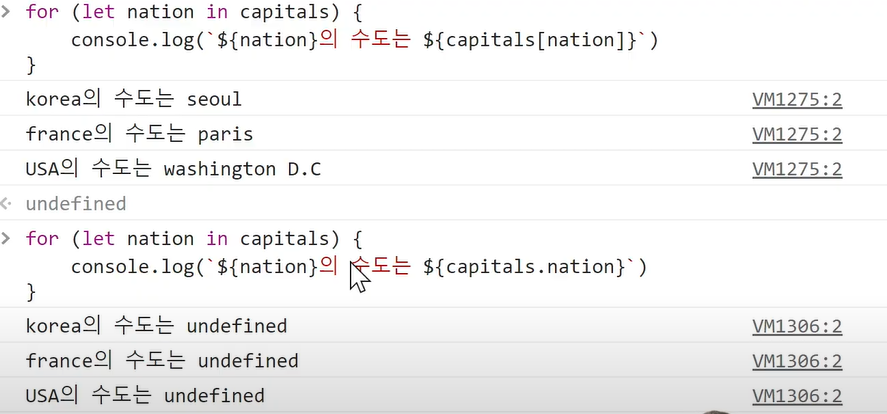 > for (let nation in capitals) {
console.log(`${nation}의 수도는 ${capitals[nation]}`)
}
korea의 수도는 seoul VM1275:2
france의 수도는 paris VM1275:2
USA의 수도는 washington D.C VM1275:2
undefined
> for (let nation in capitals) {
console.log(`${nation}의 수도는 ${capitals.nation}`)
}
korea의 수도는 undefined VM1306:2
france의 수도는 undefined VM1306:2
USA의 수도는 undefined VM1306:2